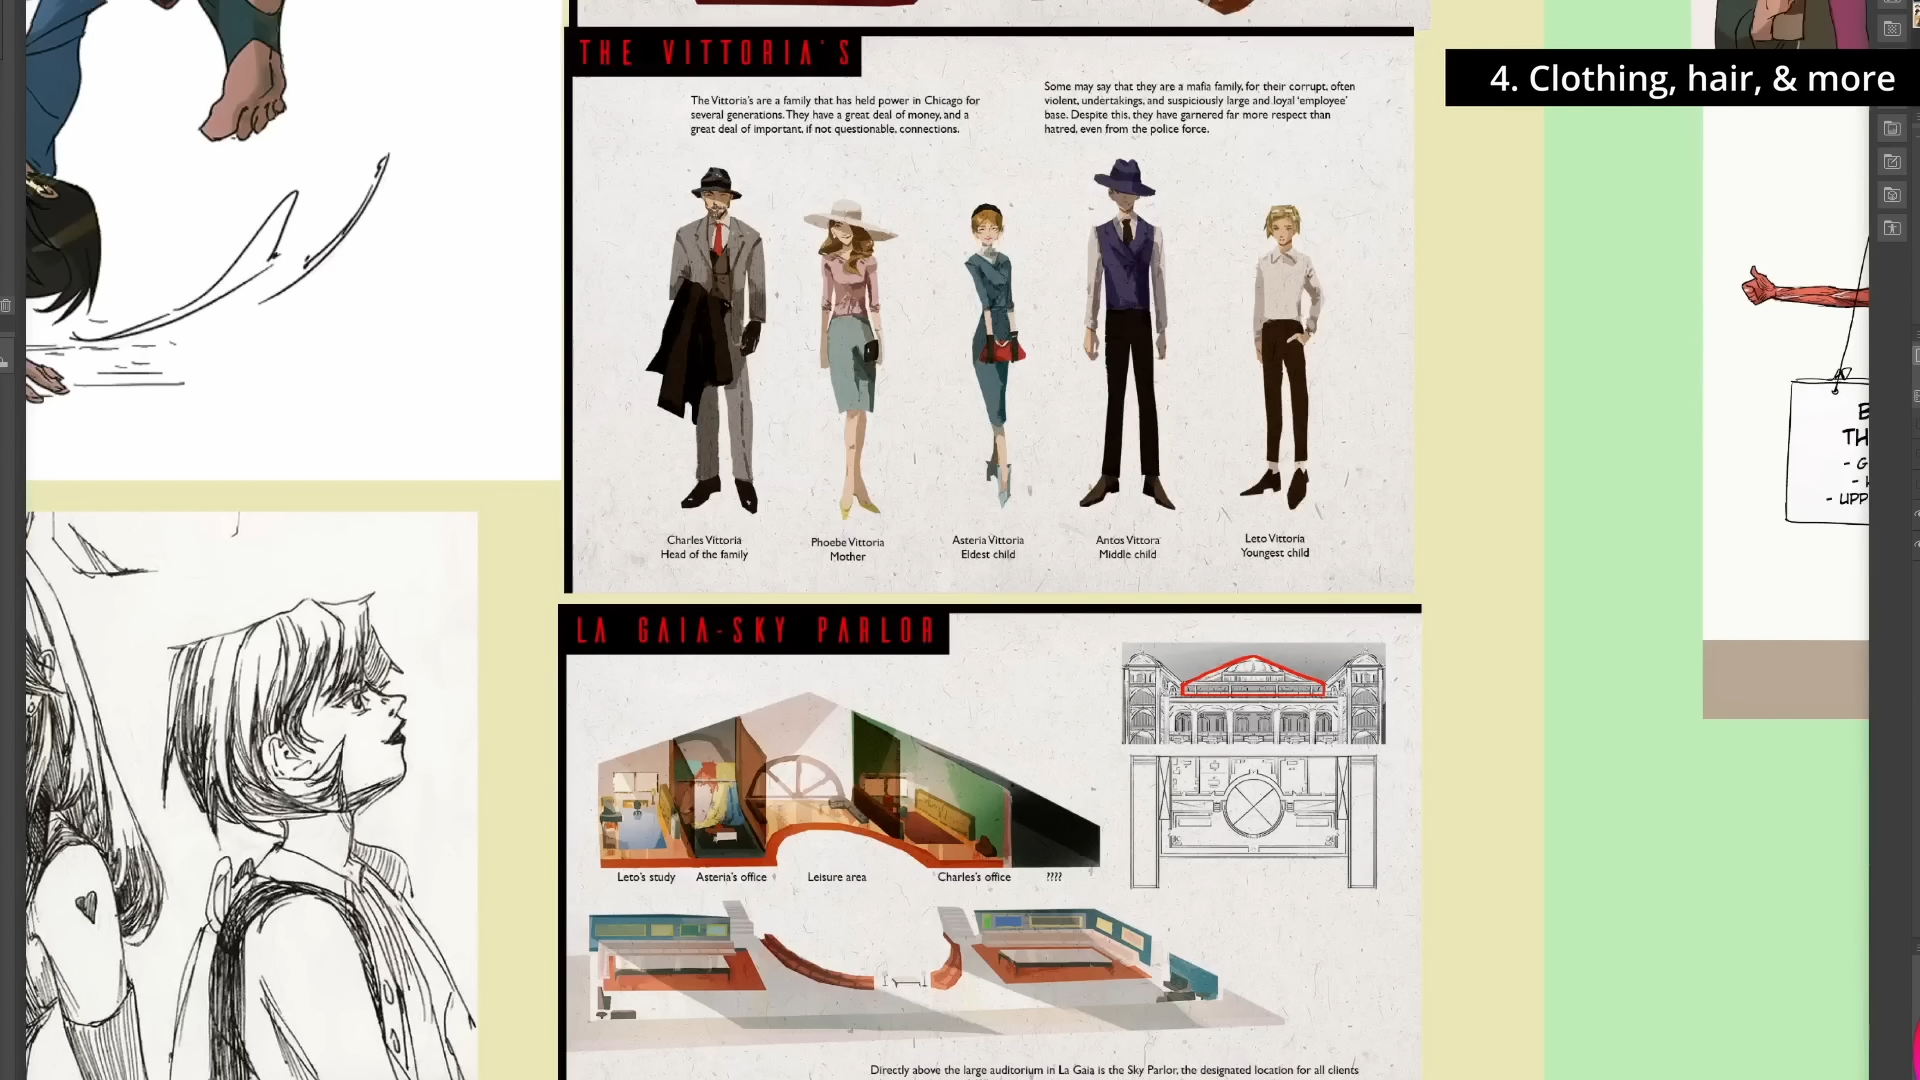 THE VITTORIA'S
4. Clothing, hair, & more
The Vittoria's are a family that has held power in Chicago for
several generations. They have a great deal of money, and a
great deal of important, if not questionable, connections.
Some may say that they are a mafia family, for their corrupt, often
violent, undertakings, and suspiciously large and loyal 'employee'
base. Despite this, they have garnered far more respect than
hatred, even from the police force.
Charles Vittoria
Head of the family
Phoebe Vittoria
Mother
Asteria Vittoria
Eldest child
Antos Vittora
Middle child
Leto Vittoria
Youngest child
TH
- G
- UPP
LA GAIA-SKY PARLOR
Leto's study
Asteria's office
Leisure area
Charles's office
????
Directly above the large auditorium in La Gaia is the Sky Parlor, the designated location for all clients